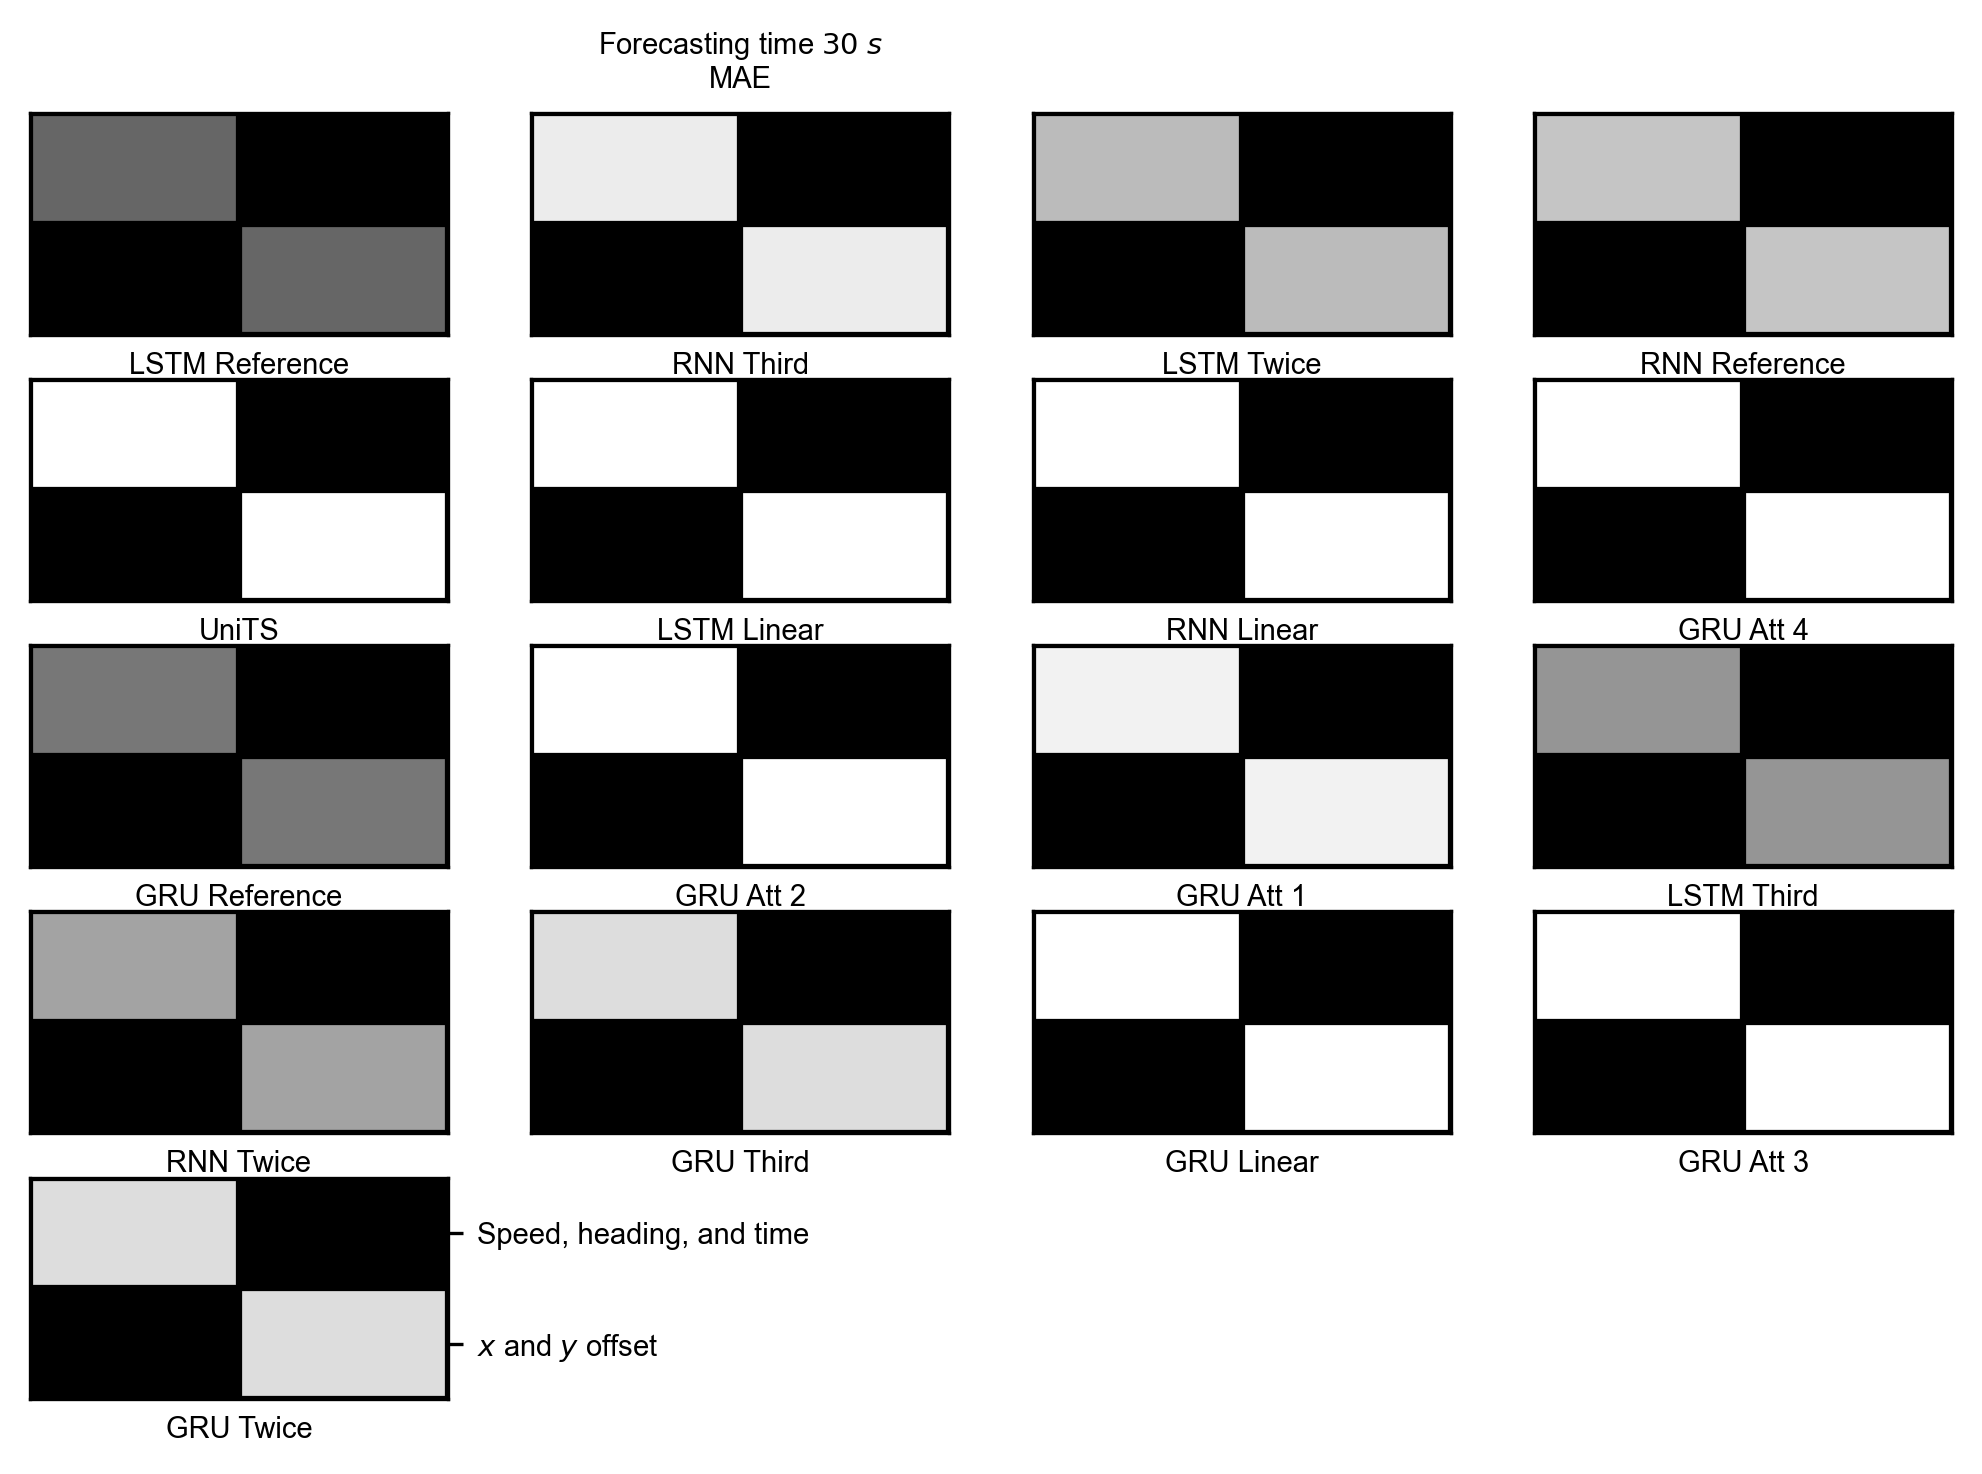 Forecasting time 30 s
MAE
LSTM Reference
RNN Third
LSTM Twice
RNN Reference
UniTS
LSTM Linear
RNN Linear
GRU Att 4
GRU Reference
GRU Att 2
GRU Att 1
LSTM Third
RNN Twice
GRU Third
GRU Linear
GRU Att 3
Speed, heading, and time
x and y offset
GRU Twice